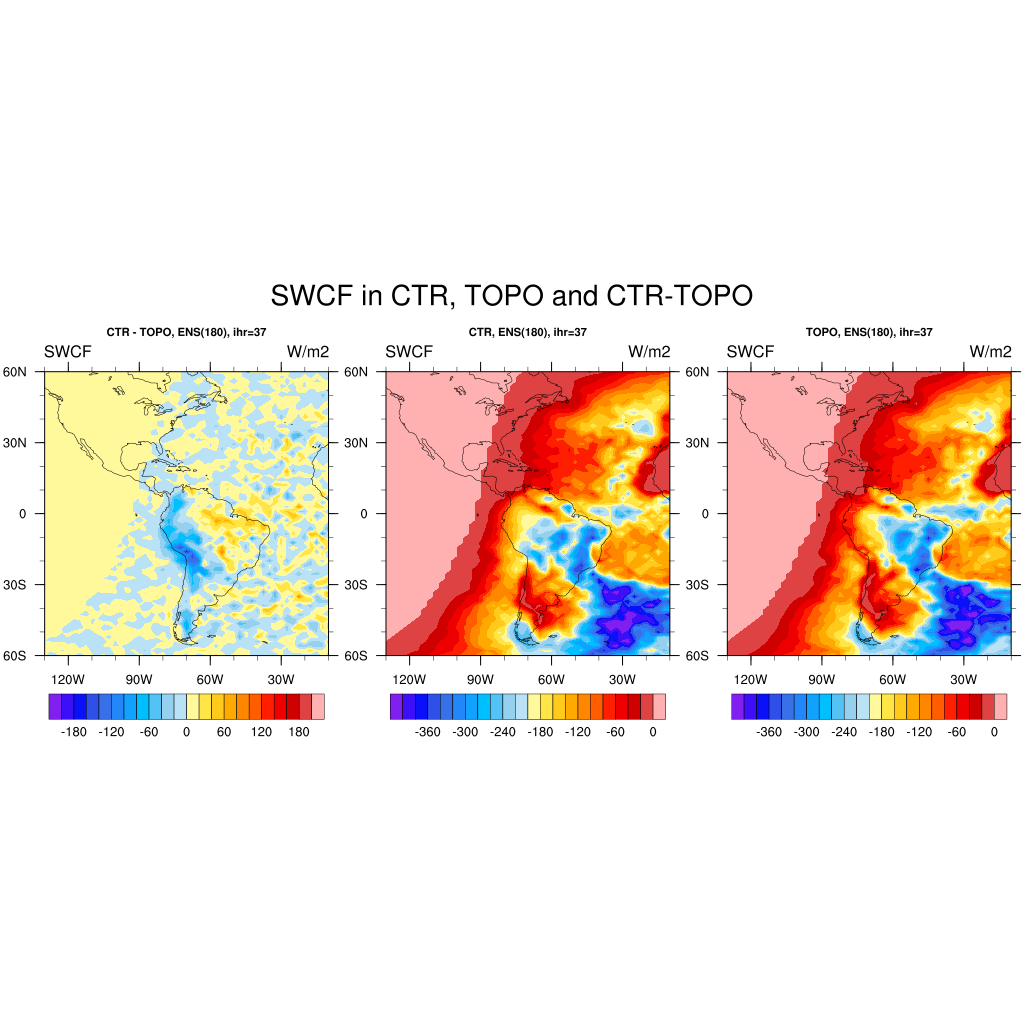 SWCF in CTR, TOPO and CTR-TOPO
CTR - TOPO, ENS(180), ihr=37
SWCF W/m2
60N
30N
0
30S
60S
120W 90W 60W 30W
-180 -120 -60 0 60 120 180
CTR, ENS(180), ihr=37
SWCF W/m2
60N
30N
0
30S
60S
120W 90W 60W 30W
-360 -300 -240 -180 -120 -60 0
TOPO, ENS(180), ihr=37
SWCF W/m2
60N
30N
0
30S
60S
120W 90W 60W 30W
-360 -300 -240 -180 -120 -60 0